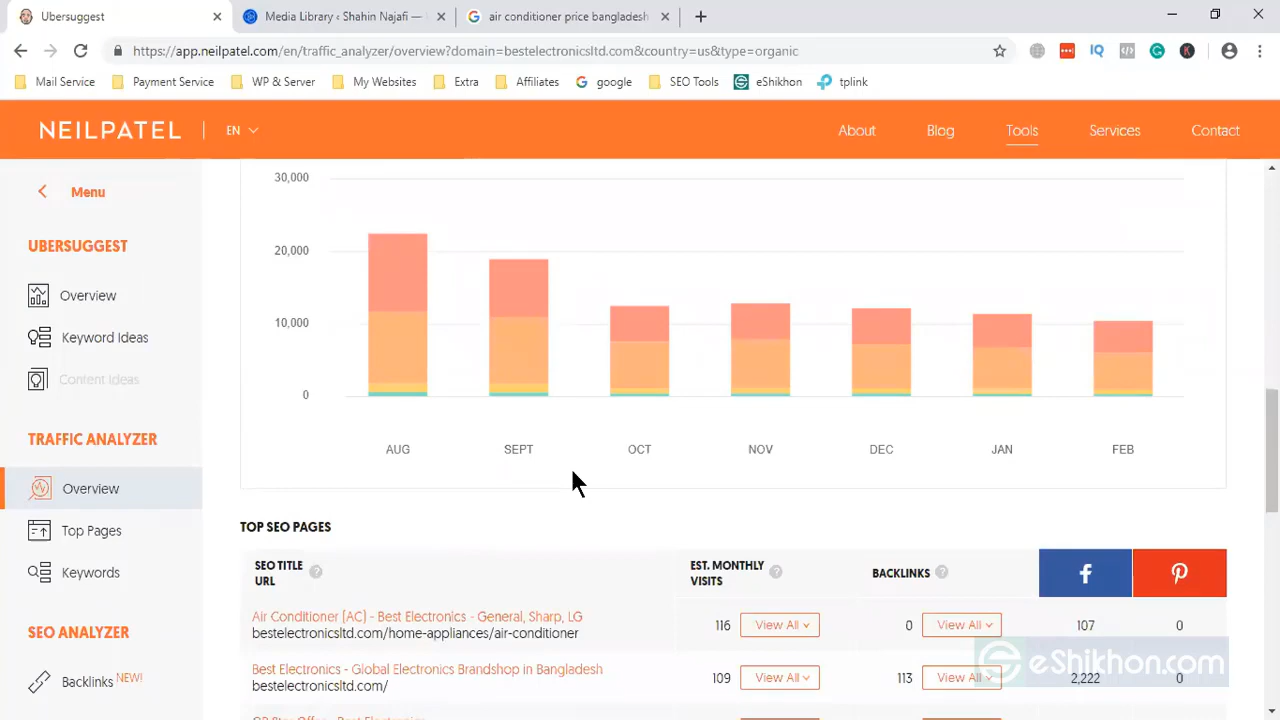 Ubersuggest
Media Library ‹ Shahin Najafi —
air conditioner price bangladesh
https://app.neilpatel.com/en/traffic_analyzer/overview?domain=bestelectronicsltd.com&country=us&type=organic
Mail Service
Payment Service
WP & Server
My Websites
Extra
Affiliates
google
SEO Tools
eShikhon
tplink
NEILPATEL
EN
About
Blog
Tools
Services
Contact
Menu
UBERSUGGEST
Overview
Keyword Ideas
Content Ideas
TRAFFIC ANALYZER
Overview
Top Pages
Keywords
SEO ANALYZER
Backlinks NEW!
30,000
20,000
10,000
0
AUG SEPT OCT NOV DEC JAN FEB
TOP SEO PAGES
SEO TITLE
URL
EST. MONTHLY
VISITS
BACKLINKS
Air Conditioner (AC) - Best Electronics - General, Sharp, LG
bestelectronicsltd.com/home-appliances/air-conditioner
116 View All 0 View All 107 0
Best Electronics - Global Electronics Brandshop in Bangladesh
bestelectronicsltd.com/
109 View All 113 View All 2,222 0
eShikhon.com